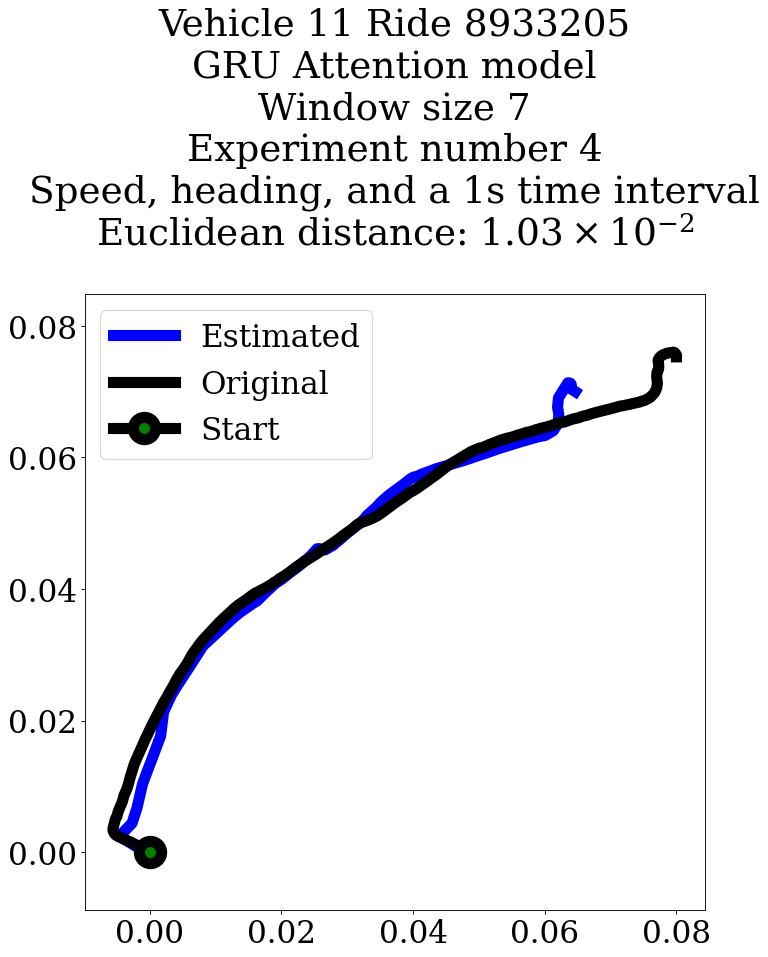 Vehicle 11 Ride 8933205
GRU Attention model
Window size 7
Experiment number 4
Speed, heading, and a 1s time interval
Euclidean distance: 1.03 × 10⁻²
Estimated
Original
Start
0.08
0.06
0.04
0.02
0.00
0.00 0.02 0.04 0.06 0.08